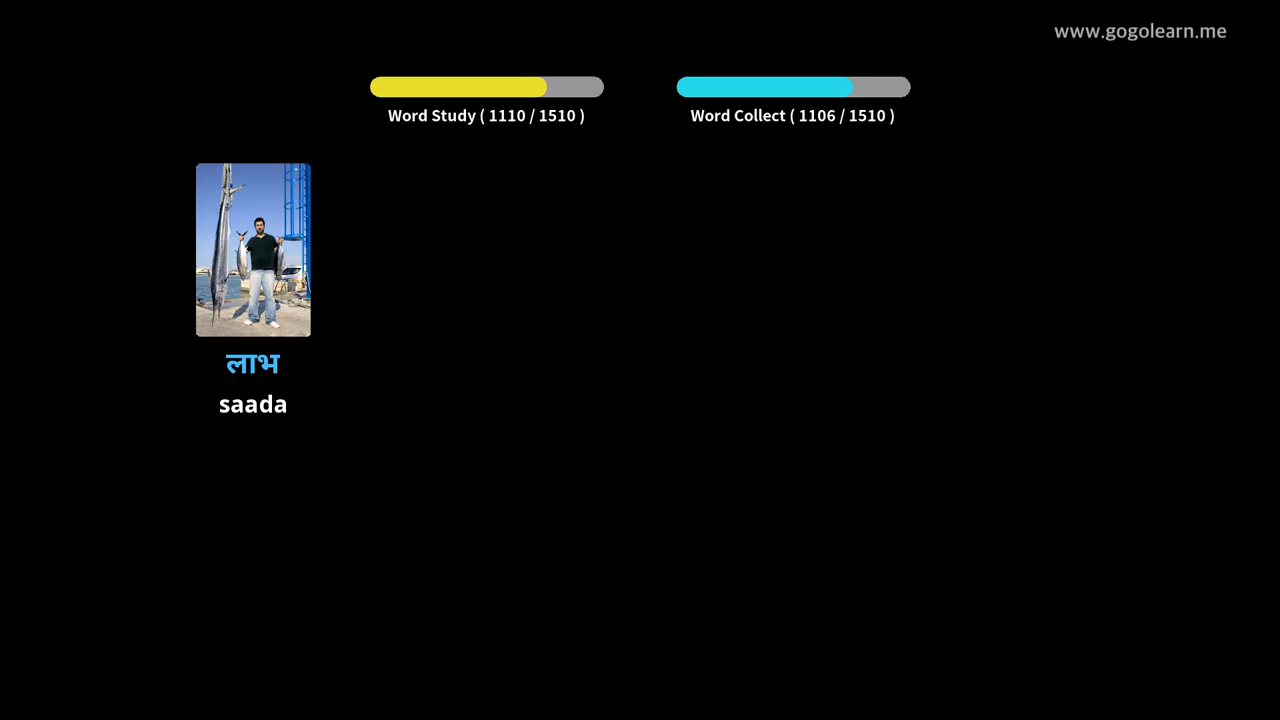 www.gogolearn.me
Word Study ( 1110 / 1510 )
Word Collect ( 1106 / 1510 )
लाभ
saada